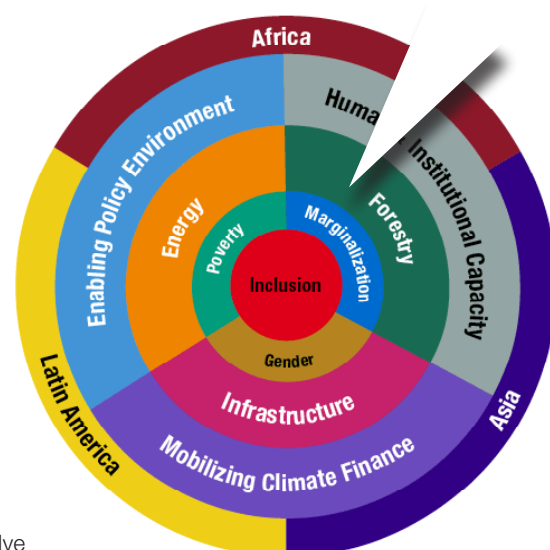 Africa
Enabling Policy Environment
Institutional Capacity
Energy
Forestry
Poverty
Marginalization
Inclusion
Gender
Infrastructure
Mobilizing Climate Finance
Latin America
Asia